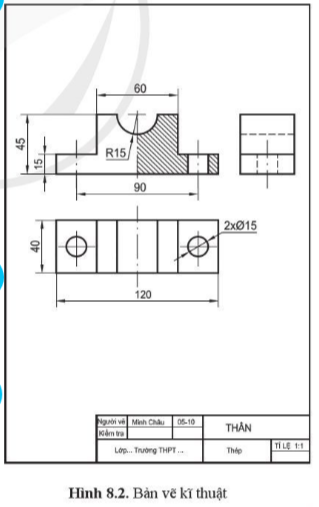 60
45
15
R15
90
40
2xØ15
120
Người vẽ Minh Châu 05-10 THÂN
Kiểm tra
Lớp... Trường THPT ... Thép TỈ LỆ 1:1
Hình 8.2. Bản vẽ kĩ thuật